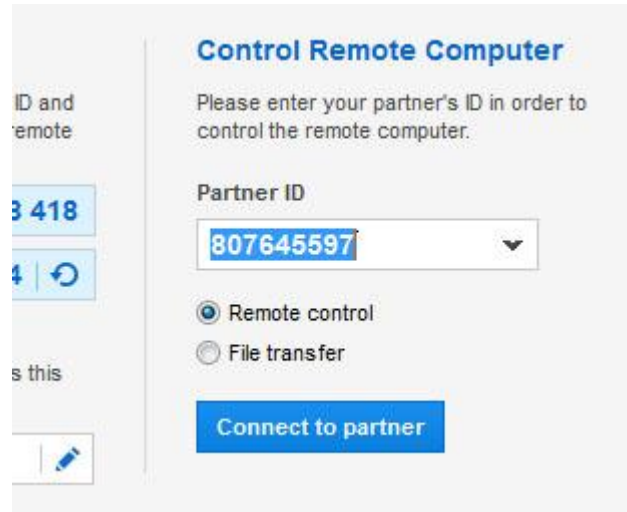 Control Remote Computer
ID and
remote
Please enter your partner's ID in order to
control the remote computer.
Partner ID
418
807645597
4
Remote control
File transfer
s this
Connect to partner